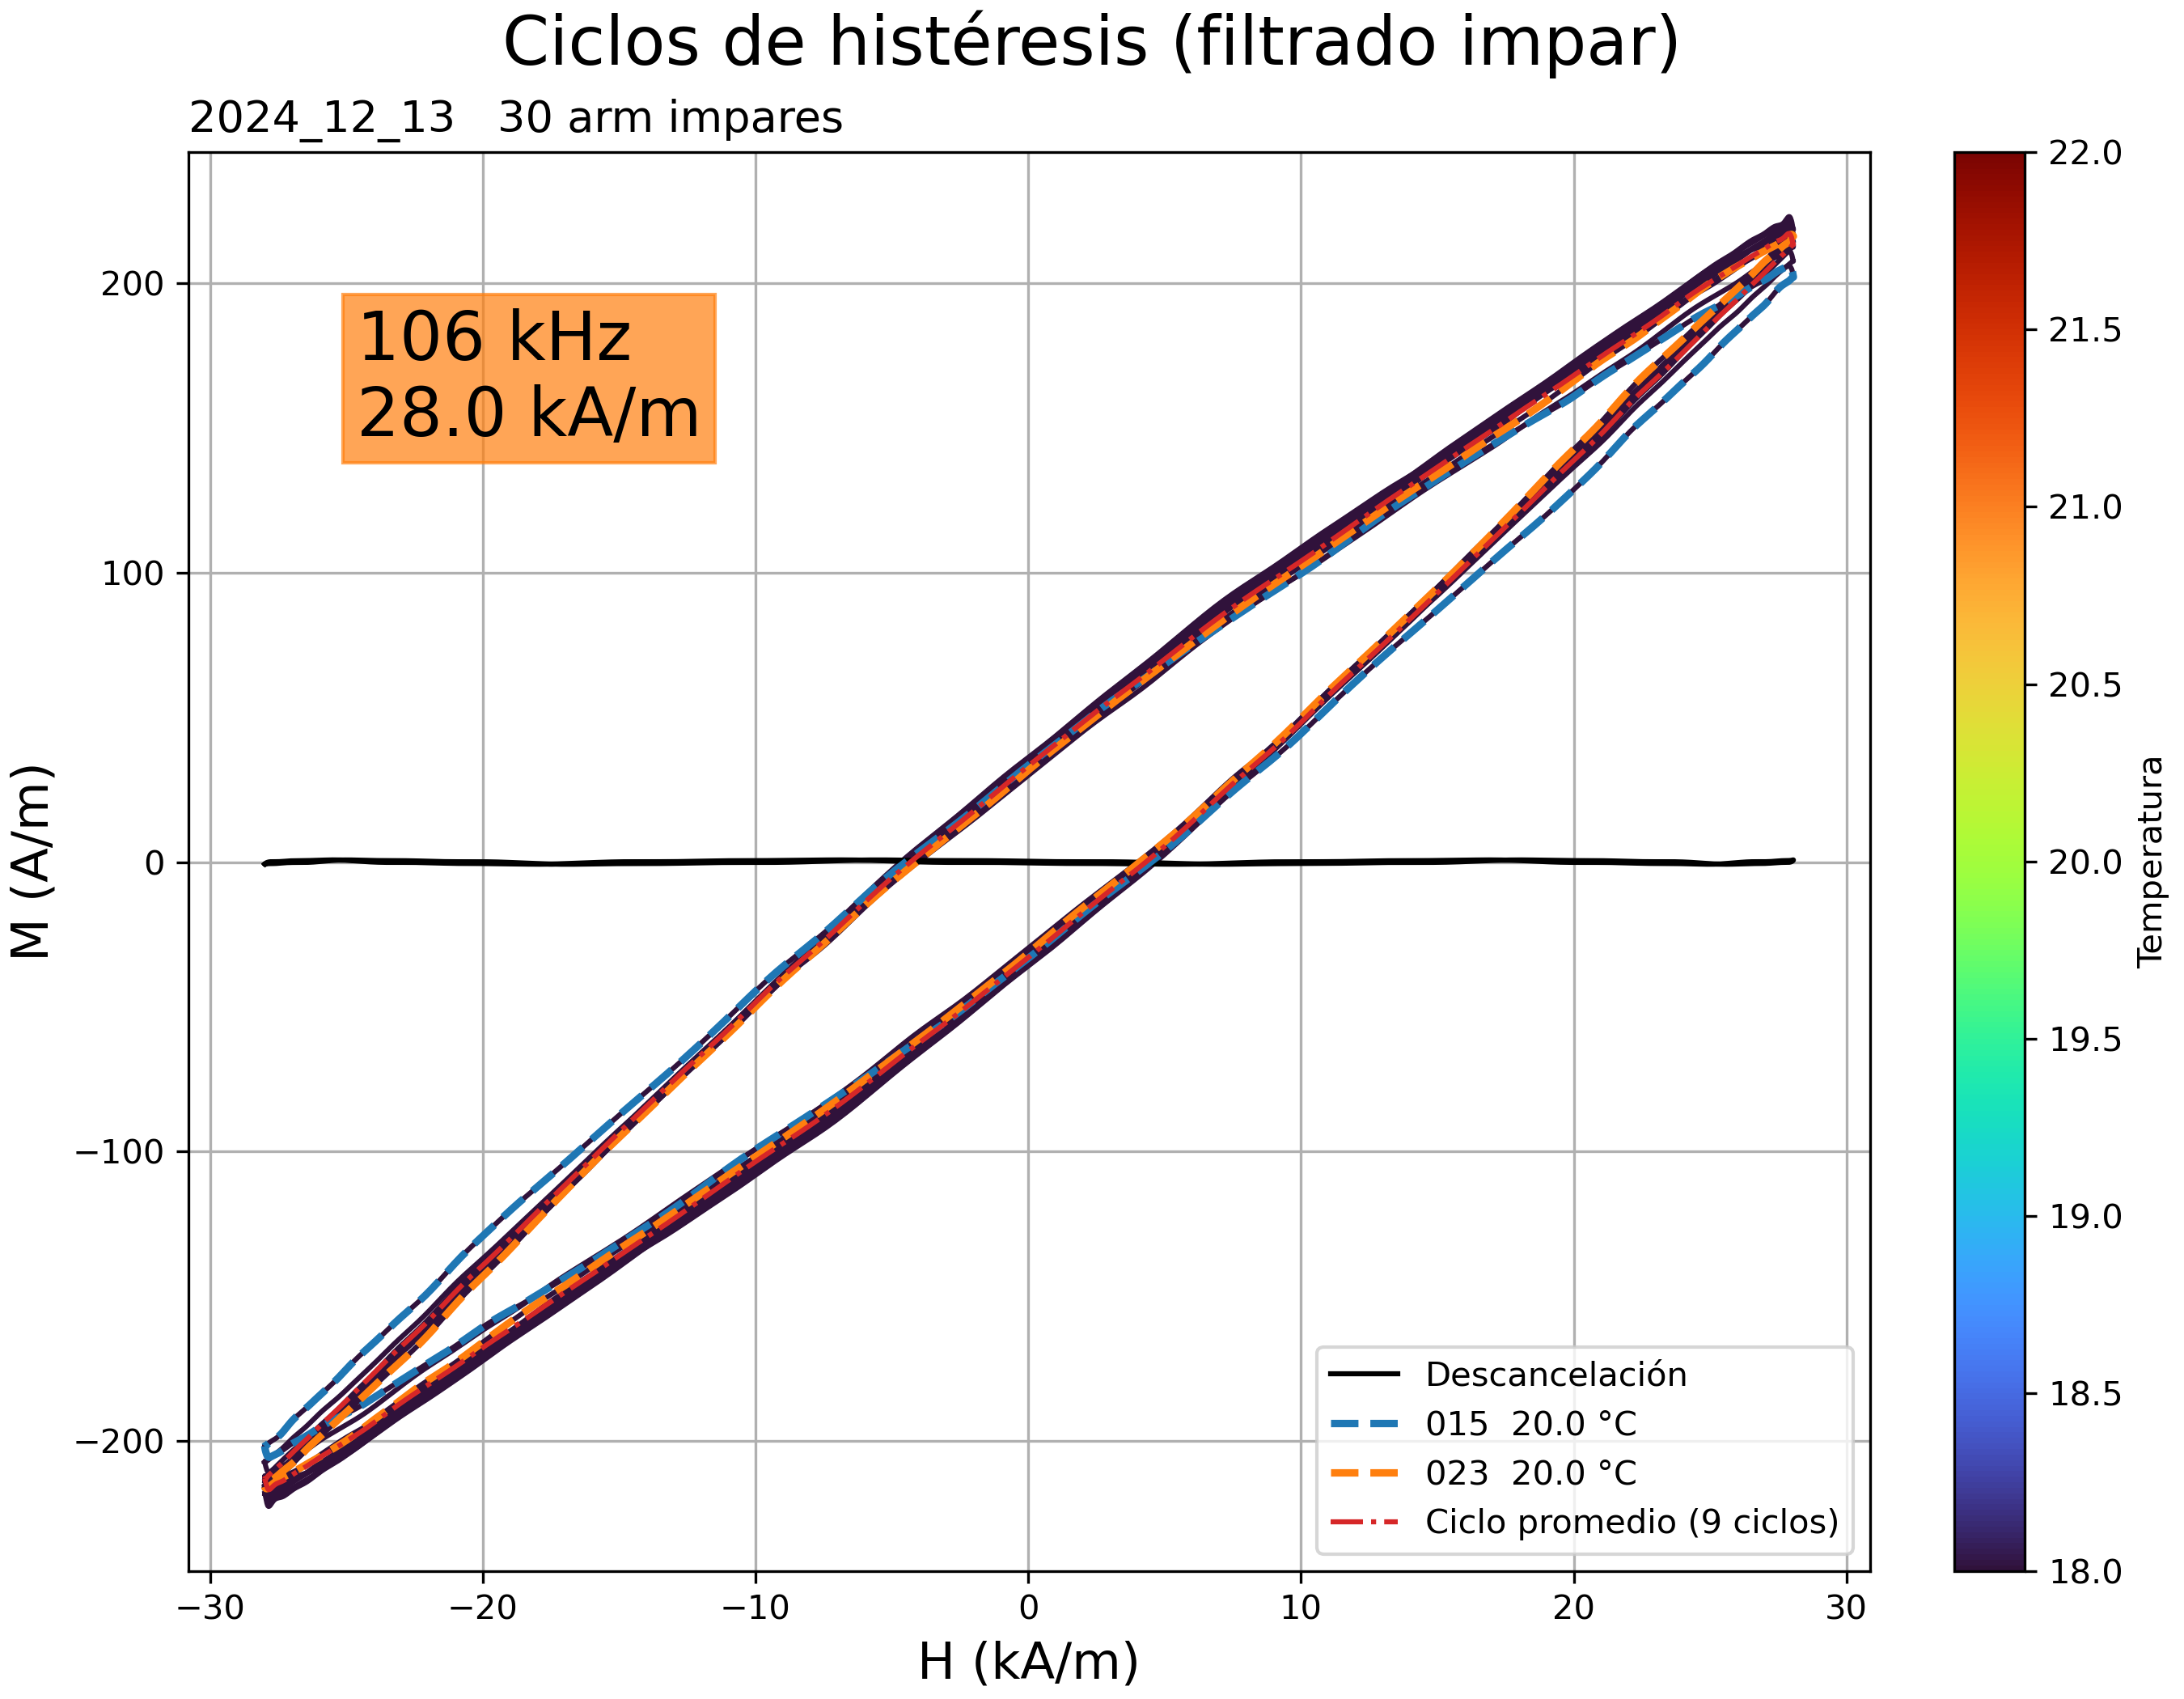 Ciclos de histéresis (filtrado impar)
2024_12_13   30 arm impares
106 kHz
28.0 kA/m
M (A/m)
200
100
0
−100
−200
−30
−20
−10
0
10
20
30
H (kA/m)
Descancelación
015  20.0 °C
023  20.0 °C
Ciclo promedio (9 ciclos)
22.0
21.5
21.0
20.5
20.0
19.5
19.0
18.5
18.0
Temperatura